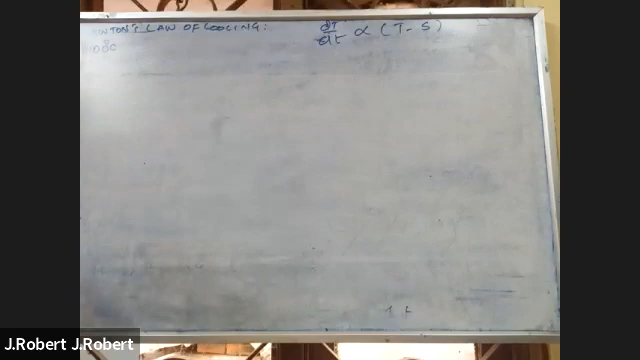 NEWTON'S LAW OF COOLING: dT/dt ∝ (T - S)
100°C
J.Robert J.Robert